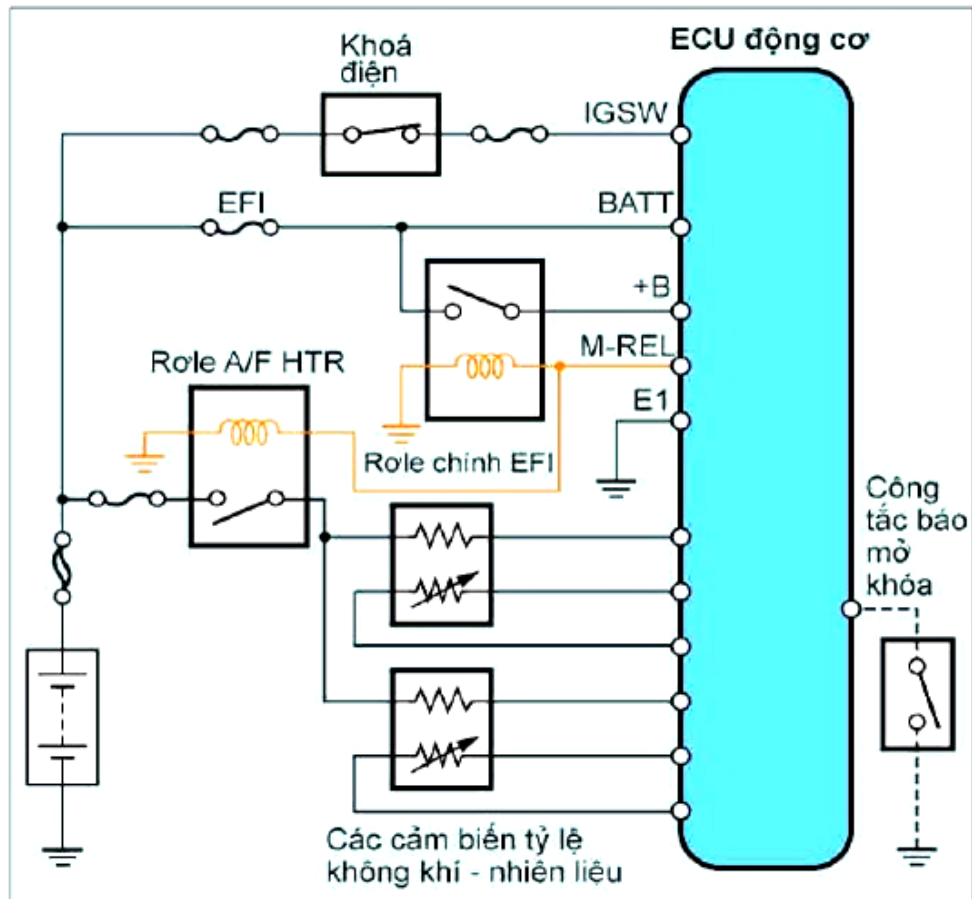 ECU động cơ
Khoá
điện
IGSW
EFI
BATT
+B
M-REL
Rơle A/F HTR
E1
Rơle chính EFI
Công
tắc báo
mở
khóa
Các cảm biến tỷ lệ
không khí - nhiên liệu